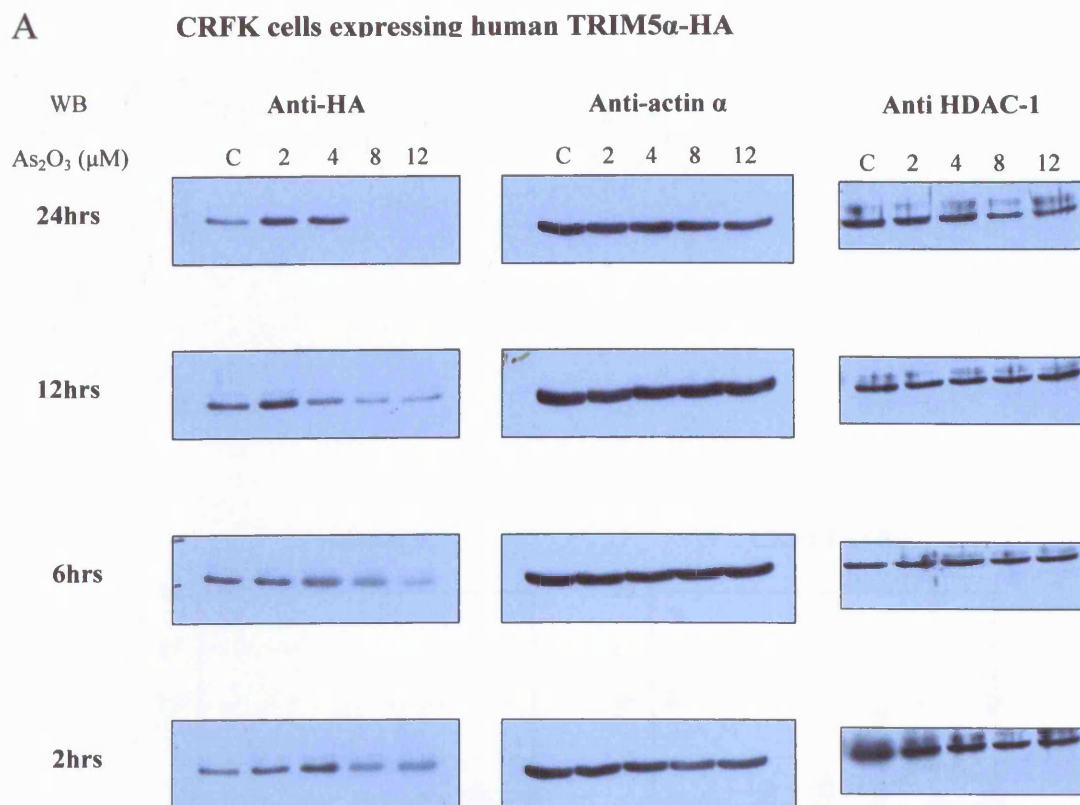 A
CRFK cells expressing human TRIM5α-HA
WB Anti-HA Anti-actin α Anti HDAC-1
As₂O₃ (μM) C 2 4 8 12 C 2 4 8 12 C 2 4 8 12
24hrs
12hrs
6hrs
2hrs